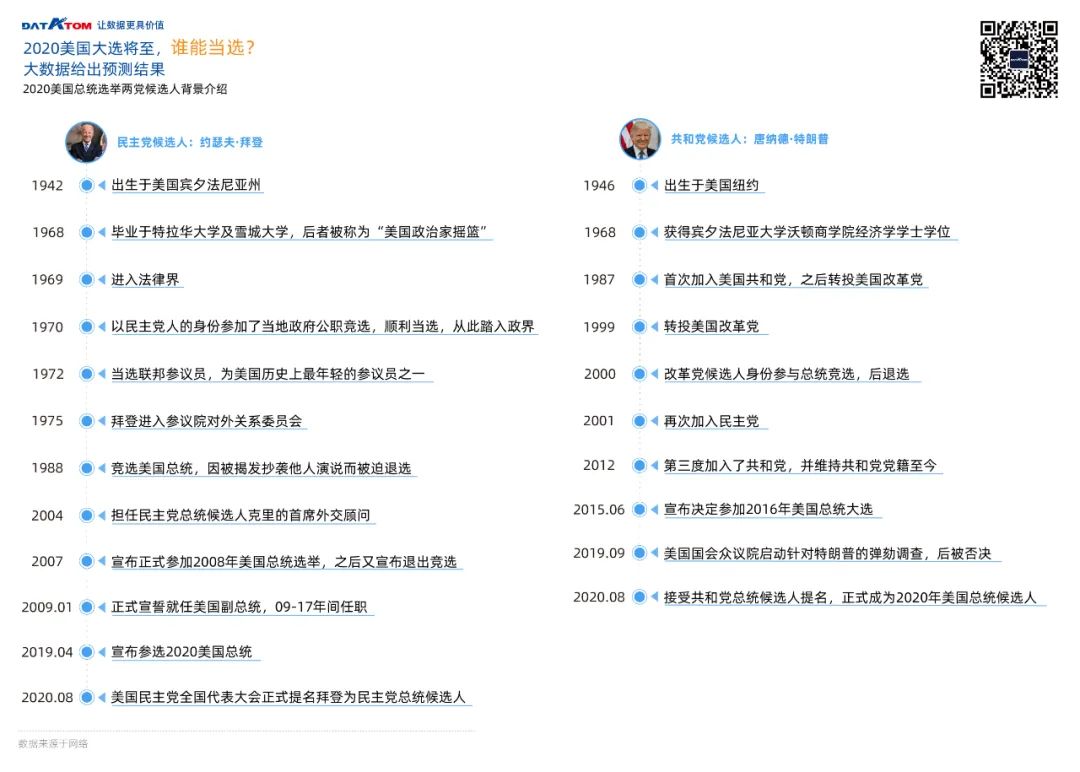 DATATOM 让数据更具价值
2020美国大选将至，谁能当选？
大数据给出预测结果
2020美国总统选举两党候选人背景介绍
民主党候选人：约瑟夫·拜登
1942 出生于美国宾夕法尼亚州
1968 毕业于特拉华大学及雪城大学，后者被称为“美国政治家摇篮”
1969 进入法律界
1970 以民主党人的身份参加了当地政府公职竞选，顺利当选，从此踏入政界
1972 当选联邦参议员，为美国历史上最年轻的参议员之一
1975 拜登进入参议院对外关系委员会
1988 竞选美国总统，因被揭发抄袭他人演说而被迫退选
2004 担任民主党总统候选人克里的首席外交顾问
2007 宣布正式参加2008年美国总统选举，之后又宣布退出竞选
2009.01 正式宣誓就任美国副总统，09-17年间任职
2019.04 宣布参选2020美国总统
2020.08 美国民主党全国代表大会正式提名拜登为民主党总统候选人
共和党候选人：唐纳德·特朗普
1946 出生于美国纽约
1968 获得宾夕法尼亚大学沃顿商学院经济学学士学位
1987 首次加入美国共和党，之后转投美国改革党
1999 转投美国改革党
2000 改革党候选人身份参与总统竞选，后退选
2001 再次加入民主党
2012 第三度加入了共和党，并维持共和党党籍至今
2015.06 宣布决定参加2016年美国总统大选
2019.09 美国国会众议院启动针对特朗普的弹劾调查，后被否决
2020.08 接受共和党总统候选人提名，正式成为2020年美国总统候选人
数据来源于网络